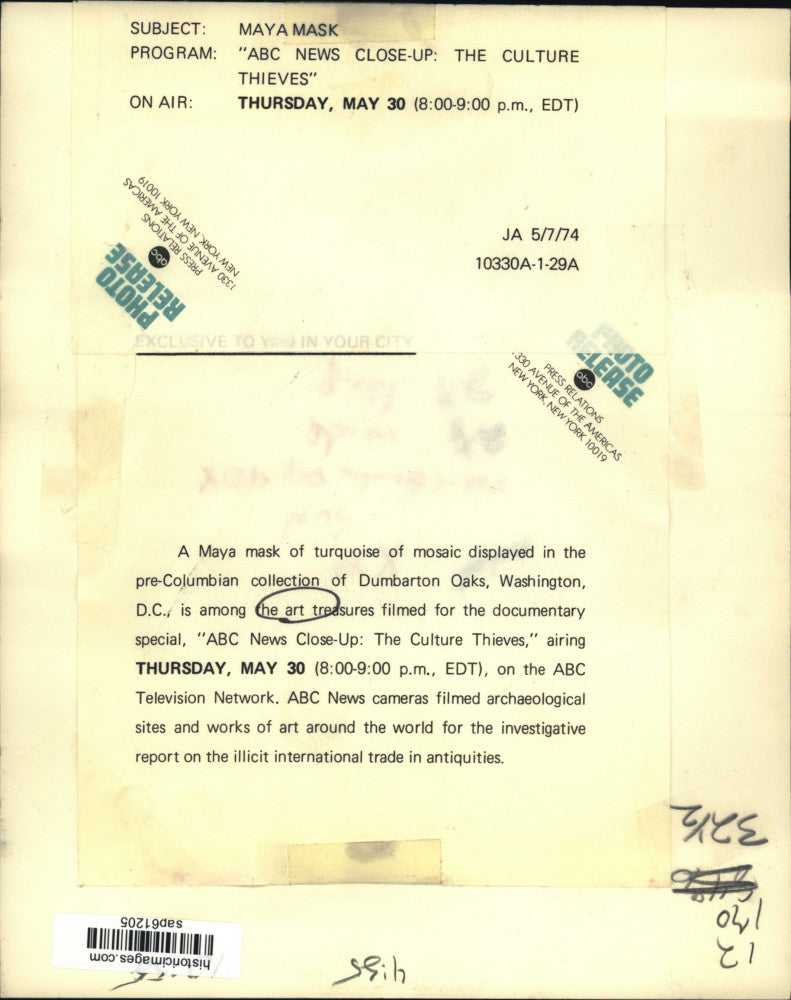 SUBJECT: MAYA MASK
PROGRAM: "ABC NEWS CLOSE-UP: THE CULTURE
THIEVES"
ON AIR: THURSDAY, MAY 30 (8:00-9:00 p.m., EDT)
JA 5/7/74
10330A-1-29A
PHOTO
RELEASE
abc
PRESS RELATIONS
1330 AVENUE OF THE AMERICAS
NEW YORK, NEW YORK 10019
EXCLUSIVE TO YOU IN YOUR CITY
PHOTO
RELEASE
abc
PRESS RELATIONS
1330 AVENUE OF THE AMERICAS
NEW YORK, NEW YORK 10019
A Maya mask of turquoise of mosaic displayed in the
pre-Columbian collection of Dumbarton Oaks, Washington,
D.C., is among the art treasures filmed for the documentary
special, "ABC News Close-Up: The Culture Thieves," airing
THURSDAY, MAY 30 (8:00-9:00 p.m., EDT), on the ABC
Television Network. ABC News cameras filmed archaeological
sites and works of art around the world for the investigative
report on the illicit international trade in antiquities.
32 1/2
170
12
historicimages.com
sap61205